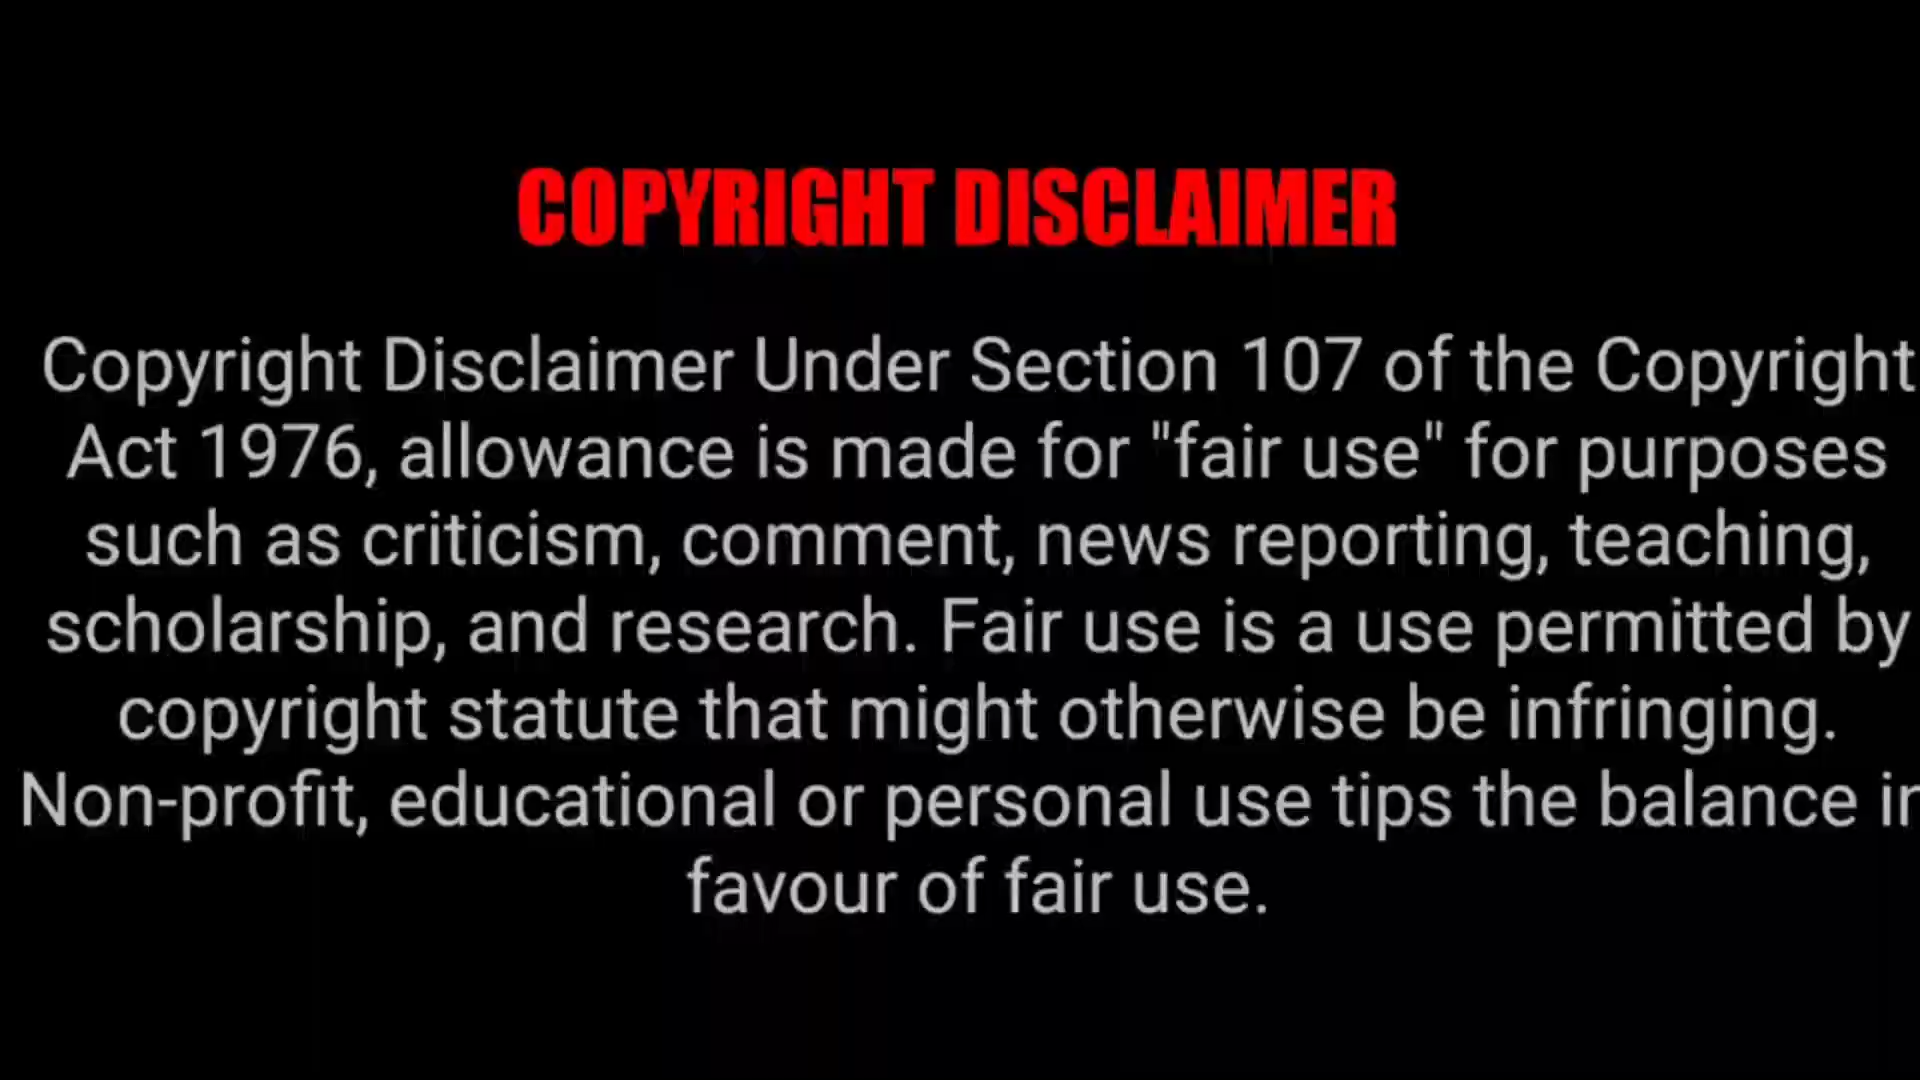 COPYRIGHT DISCLAIMER
Copyright Disclaimer Under Section 107 of the Copyright
Act 1976, allowance is made for "fair use" for purposes
such as criticism, comment, news reporting, teaching,
scholarship, and research. Fair use is a use permitted by
copyright statute that might otherwise be infringing.
Non-profit, educational or personal use tips the balance in
favour of fair use.